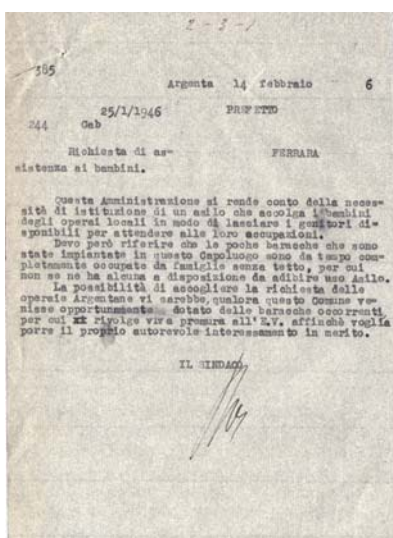 2-3-1
385
Argenta 14 febbraio 6
25/1/1946 PREFETTO
244 Gab
Richiesta di as= FERRARA
sistenza ai bambini.
Questa Amministrazione si rende conto della neces=
sità di istituzione di un asilo che accolga i bambini
degli operai locali in modo di lasciare i genitori di=
sponibili per attendere alle loro occupazioni.
Devo però riferire che le poche baracche che sono
state impiantate in questo Capoluogo sono da tempo com=
pletamente occupate da famiglie senza tetto, per cui
non se ne ha alcuna a disposizione da adibire uso Asilo.
La possibilità di accogliere la richiesta delle
operaie Argentane vi sarebbe, qualora questo Comune ve=
nisse opportunamente dotato delle baracche occorrenti,
per cui rivolge viva premura all'E.V. affinchè voglia
porre il proprio autorevole interessamento in merito.
IL SINDACO